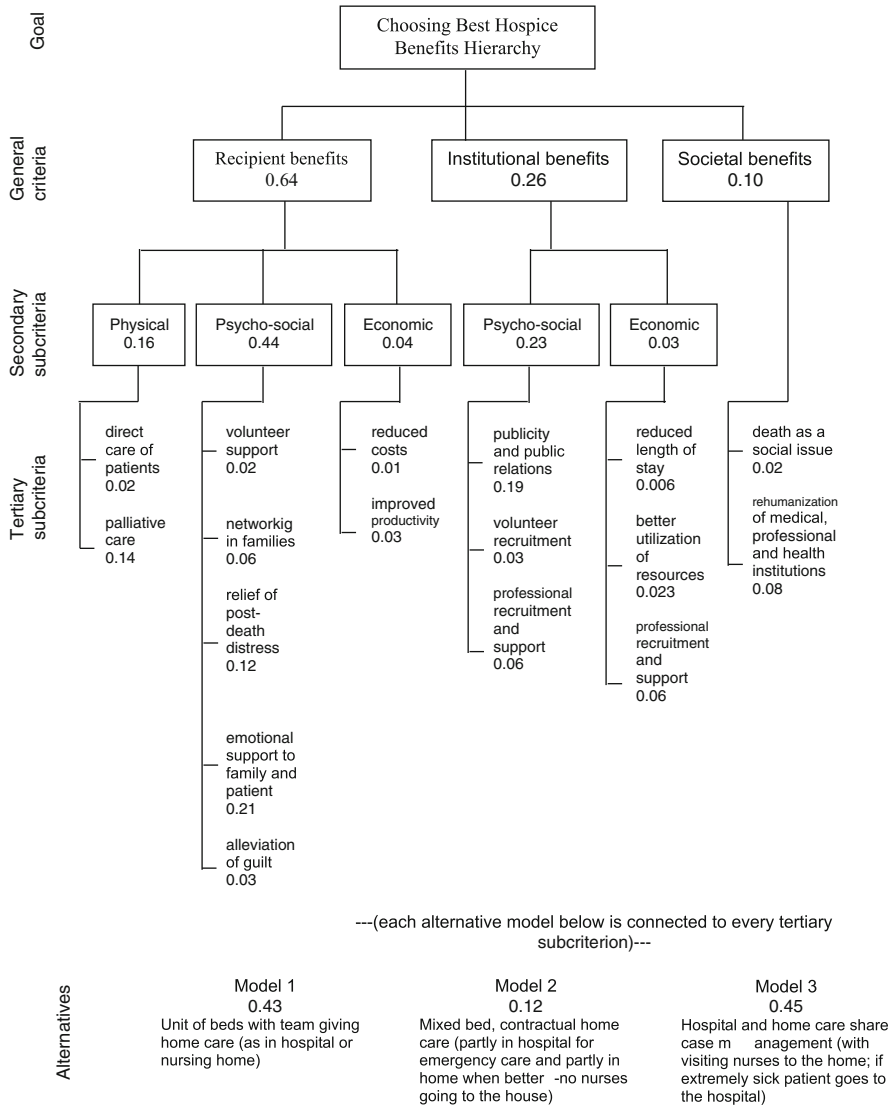 Goal
Choosing Best Hospice
Benefits Hierarchy
General
criteria
Recipient benefits
0.64
Institutional benefits
0.26
Societal benefits
0.10
Secondary
subcriteria
Physical
0.16
Psycho-social
0.44
Economic
0.04
Psycho-social
0.23
Economic
0.03
Tertiary
subcriteria
direct
care of
patients
0.02
palliative
care
0.14
volunteer
support
0.02
networkig
in families
0.06
relief of
post-
death
distress
0.12
emotional
support to
family and
patient
0.21
alleviation
of guilt
0.03
reduced
costs
0.01
improved
productivity
0.03
publicity
and public
relations
0.19
volunteer
recruitment
0.03
professional
recruitment
and
support
0.06
reduced
length of
stay
0.006
better
utilization
of
resources
0.023
professional
recruitment
and
support
0.06
death as a
social issue
0.02
rehumanization
of medical,
professional
and health
institutions
0.08
---(each alternative model below is connected to every tertiary
subcriterion)---
Alternatives
Model 1
0.43
Unit of beds with team giving
home care (as in hospital or
nursing home)
Model 2
0.12
Mixed bed, contractual home
care (partly in hospital for
emergency care and partly in
home when better -no nurses
going to the house)
Model 3
0.45
Hospital and home care share
case m anagement (with
visiting nurses to the home; if
extremely sick patient goes to
the hospital)